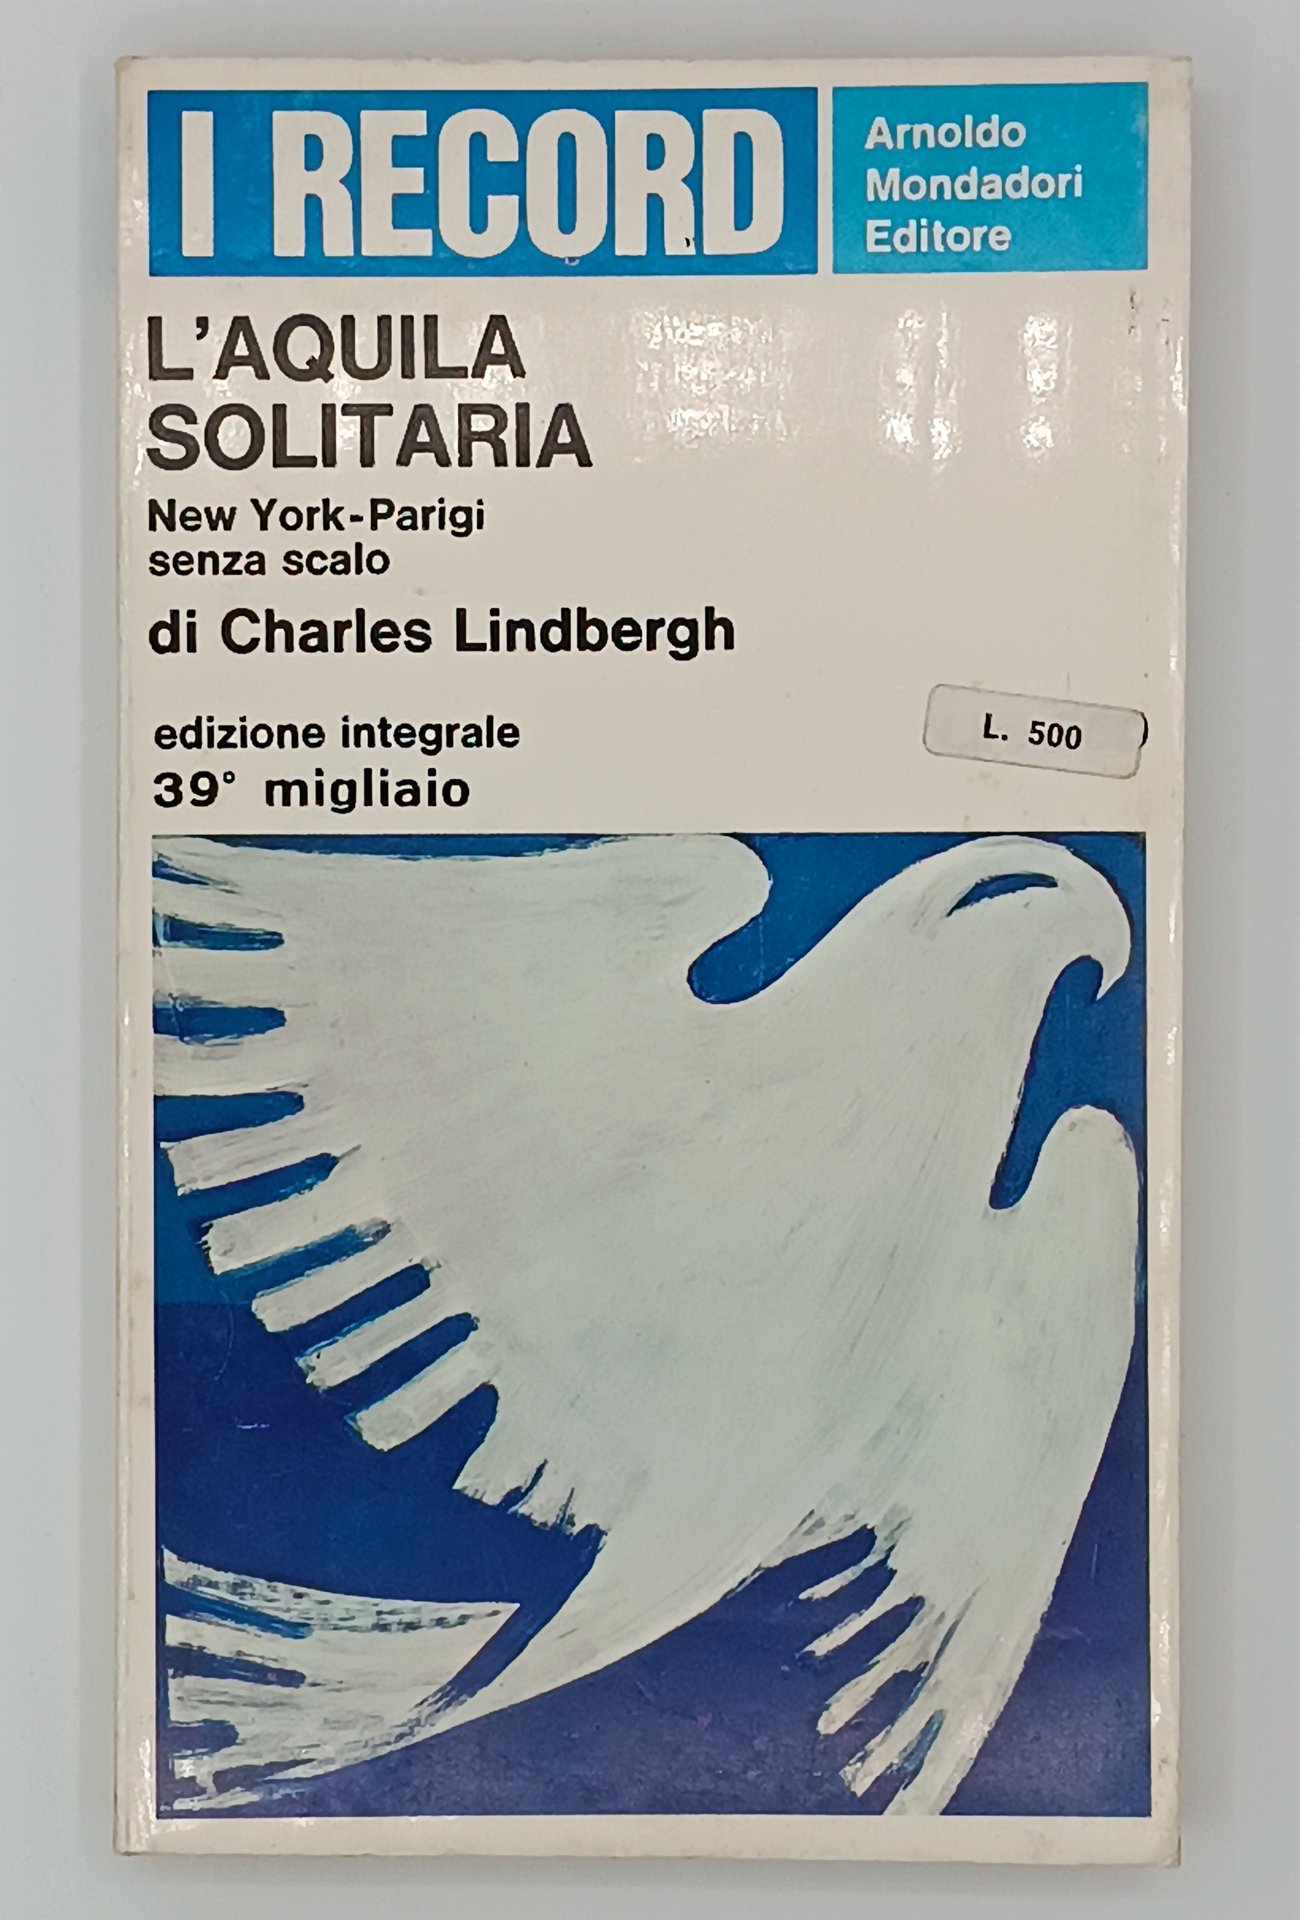 I RECORD
Arnoldo
Mondadori
Editore
L'AQUILA
SOLITARIA
New York-Parigi
senza scalo
di Charles Lindbergh
edizione integrale
39° migliaio
L. 500